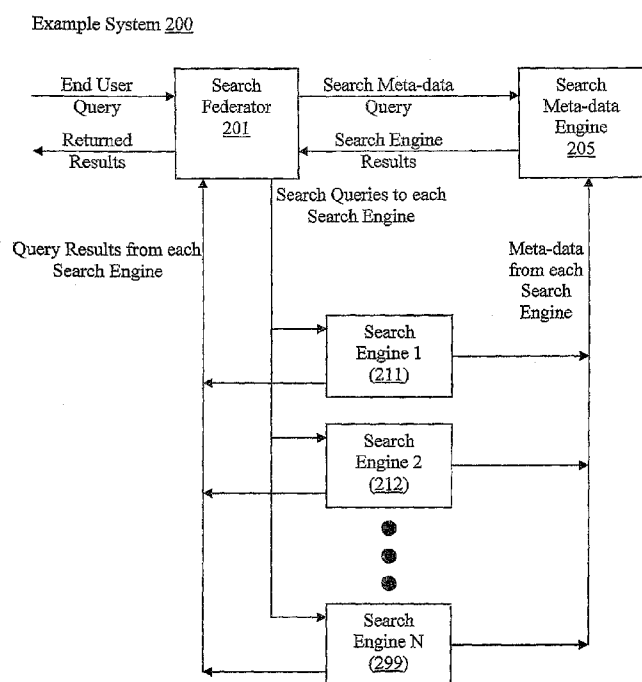 Example System 200
End User
Query
Returned
Results
Search
Federator
201
Search Meta-data
Query
Search Engine
Results
Search
Meta-data
Engine
205
Search Queries to each
Search Engine
Query Results from each
Search Engine
Meta-data
from each
Search
Engine
Search
Engine 1
(211)
Search
Engine 2
(212)
Search
Engine N
(299)